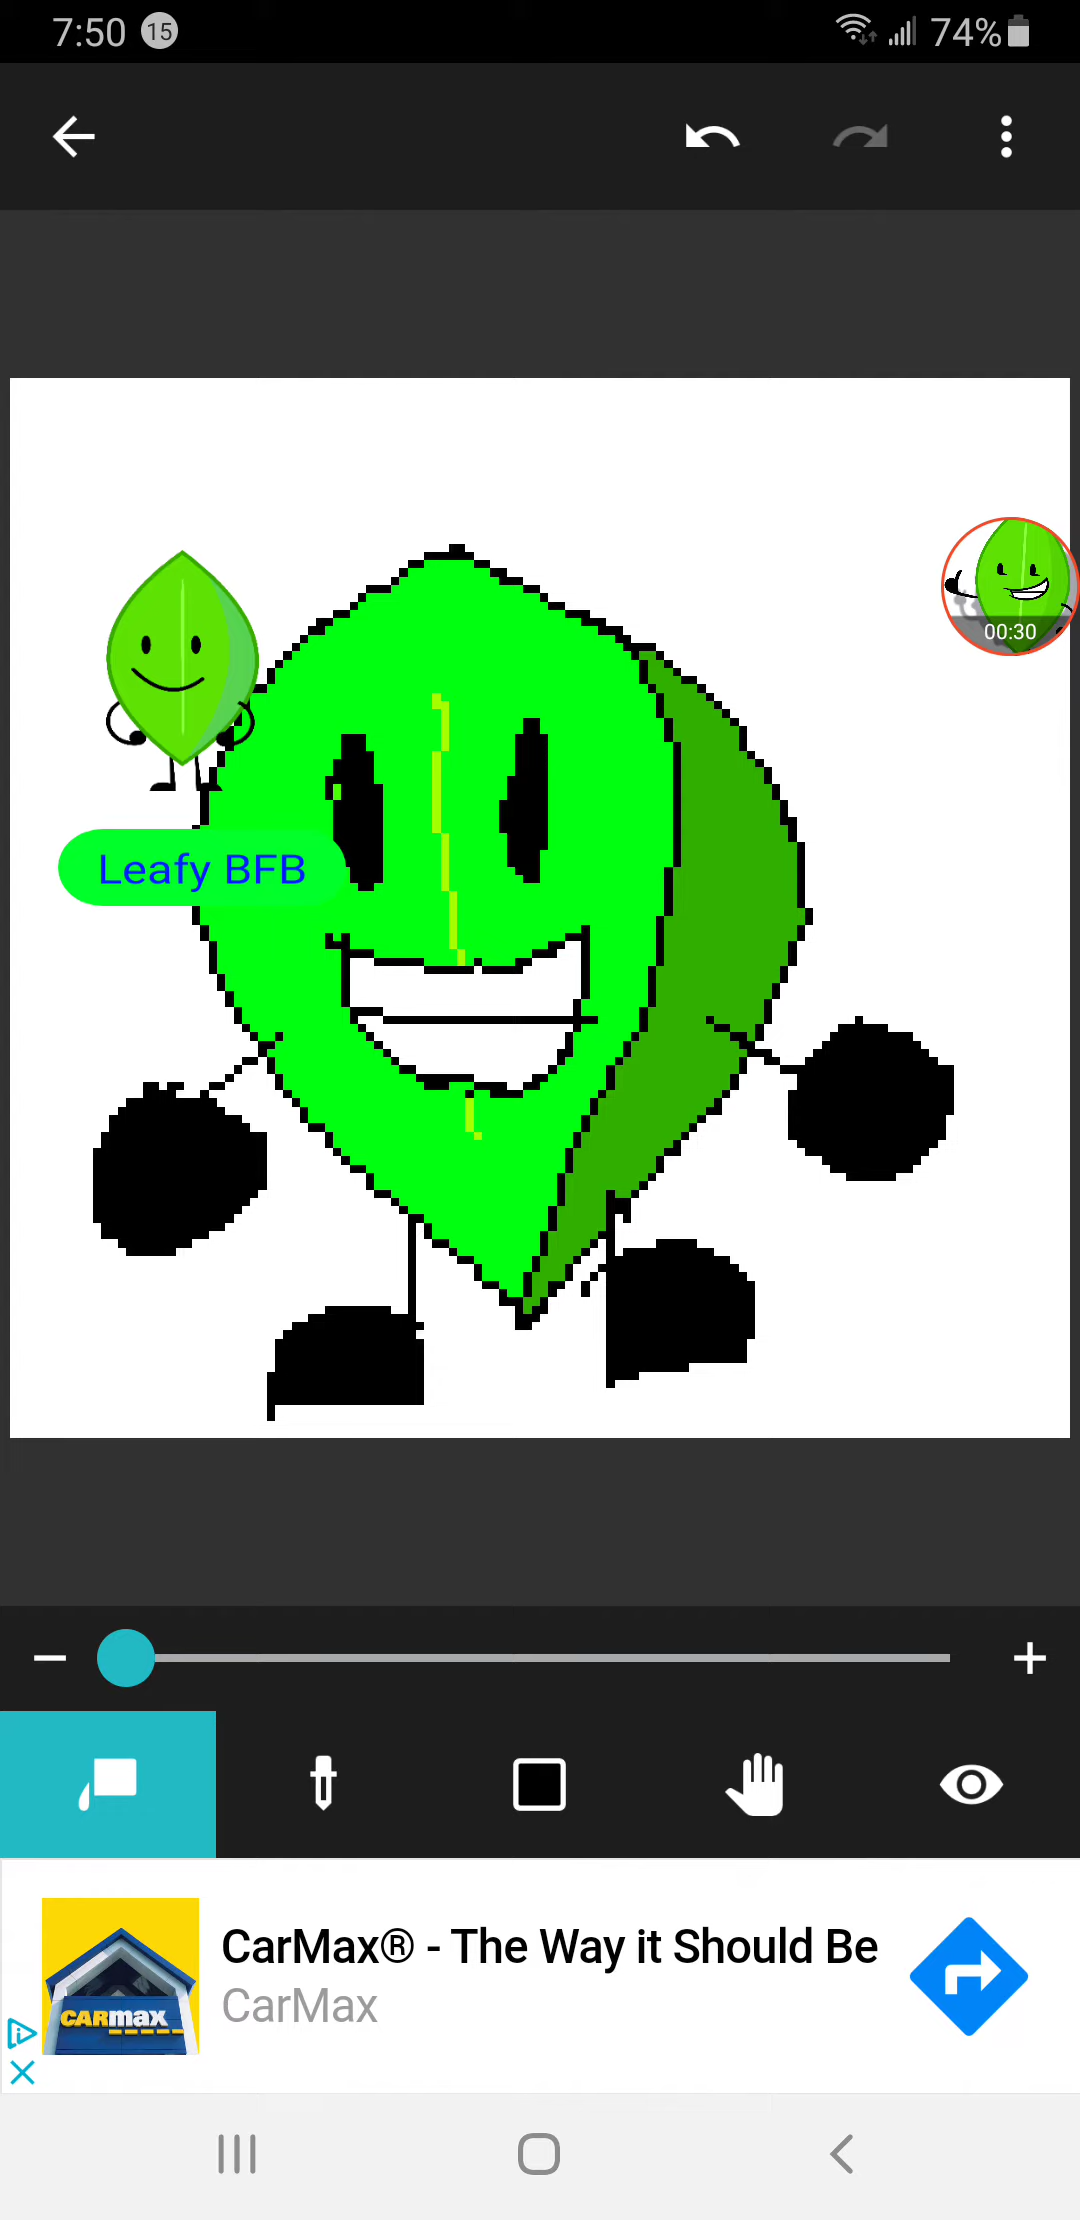 7:50 15 74%
00:30
Leafy BFB
CarMax® - The Way it Should Be
CarMax
CARMAX